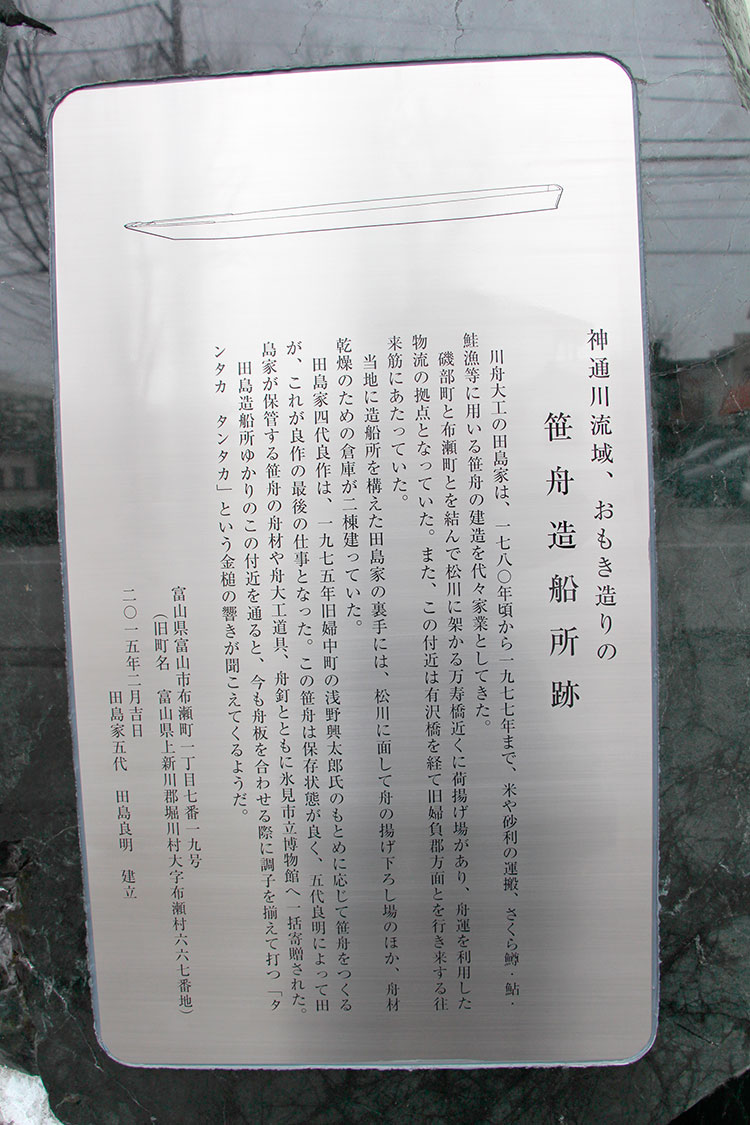 神通川流域、おもき造りの
笹舟造船所跡
川舟大工の田島家は、一七八〇年頃から一九七七年まで、米や砂利の運搬、さくら鱒・鮎・
鮭漁等に用いる笹舟の建造を代々家業としてきた。
磯部町と布瀬町とを結んで松川に架かる万寿橋近くに荷揚げ場があり、舟運を利用した
物流の拠点となっていた。また、この付近は有沢橋を経て旧婦負郡方面とを行き来する往
来筋にあたっていた。
当地に造船所を構えた田島家の裏手には、松川に面して舟の揚げ下ろし場のほか、舟材
乾燥のための倉庫が二棟建っていた。
田島家四代良作は、一九七五年旧婦中町の浅野興太郎氏のもとめに応じて笹舟をつくる
が、これが良作の最後の仕事となった。この笹舟は保存状態が良く、五代良明によって田
島家が保管する笹舟の舟材や舟大工道具、舟釘とともに氷見市立博物館へ一括寄贈された。
田島造船所ゆかりのこの付近を通ると、今も舟板を合わせる際に調子を揃えて打つ「タ
ンタカ　タンタカ」という金槌の響きが聞こえてくるようだ。
富山県富山市布瀬町一丁目七番一九号
（旧町名　富山県上新川郡堀川村大字布瀬村六六七番地）
二〇一五年二月吉日
田島家五代　田島良明　建立